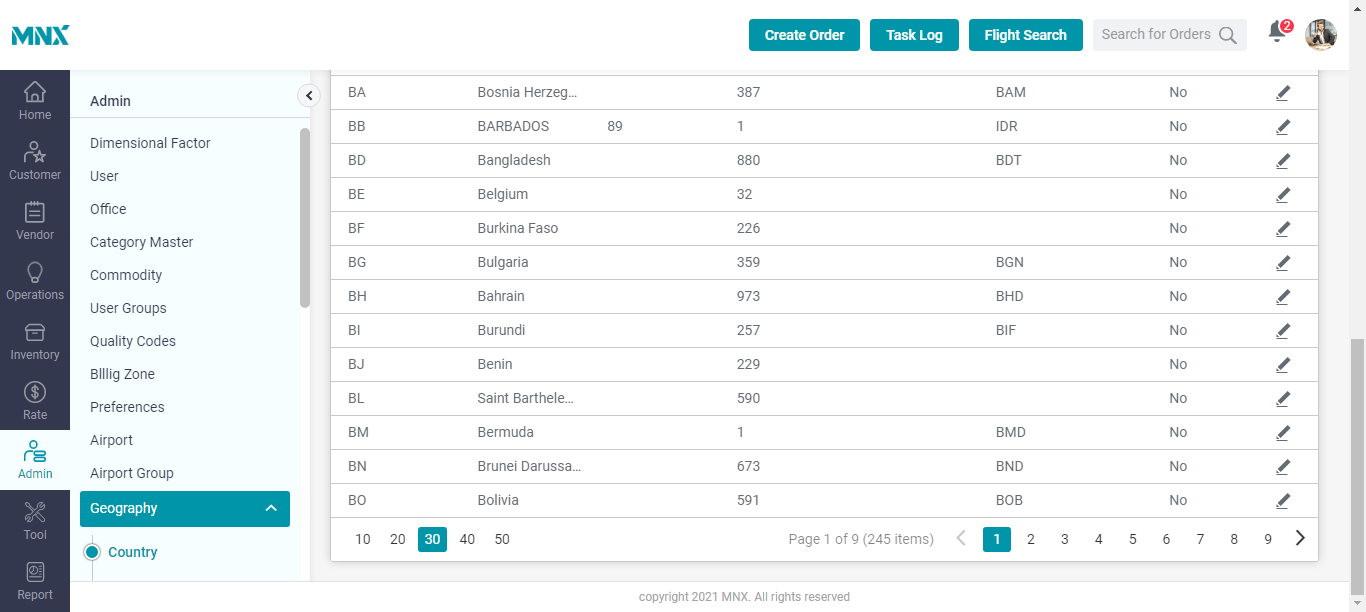 MNX
Create Order
Task Log
Flight Search
Search for Orders
2
Home
Customer
Vendor
Operations
Inventory
Rate
Admin
Tool
Report
Admin
Dimensional Factor
User
Office
Category Master
Commodity
User Groups
Quality Codes
Blllig Zone
Preferences
Airport
Airport Group
Geography
Country
BA Bosnia Herzeg... 387 BAM No
BB BARBADOS 89 1 IDR No
BD Bangladesh 880 BDT No
BE Belgium 32 No
BF Burkina Faso 226 No
BG Bulgaria 359 BGN No
BH Bahrain 973 BHD No
BI Burundi 257 BIF No
BJ Benin 229 No
BL Saint Barthele... 590 No
BM Bermuda 1 BMD No
BN Brunei Darussa... 673 BND No
BO Bolivia 591 BOB No
10 20 30 40 50 Page 1 of 9 (245 items) 1 2 3 4 5 6 7 8 9
copyright 2021 MNX. All rights reserved